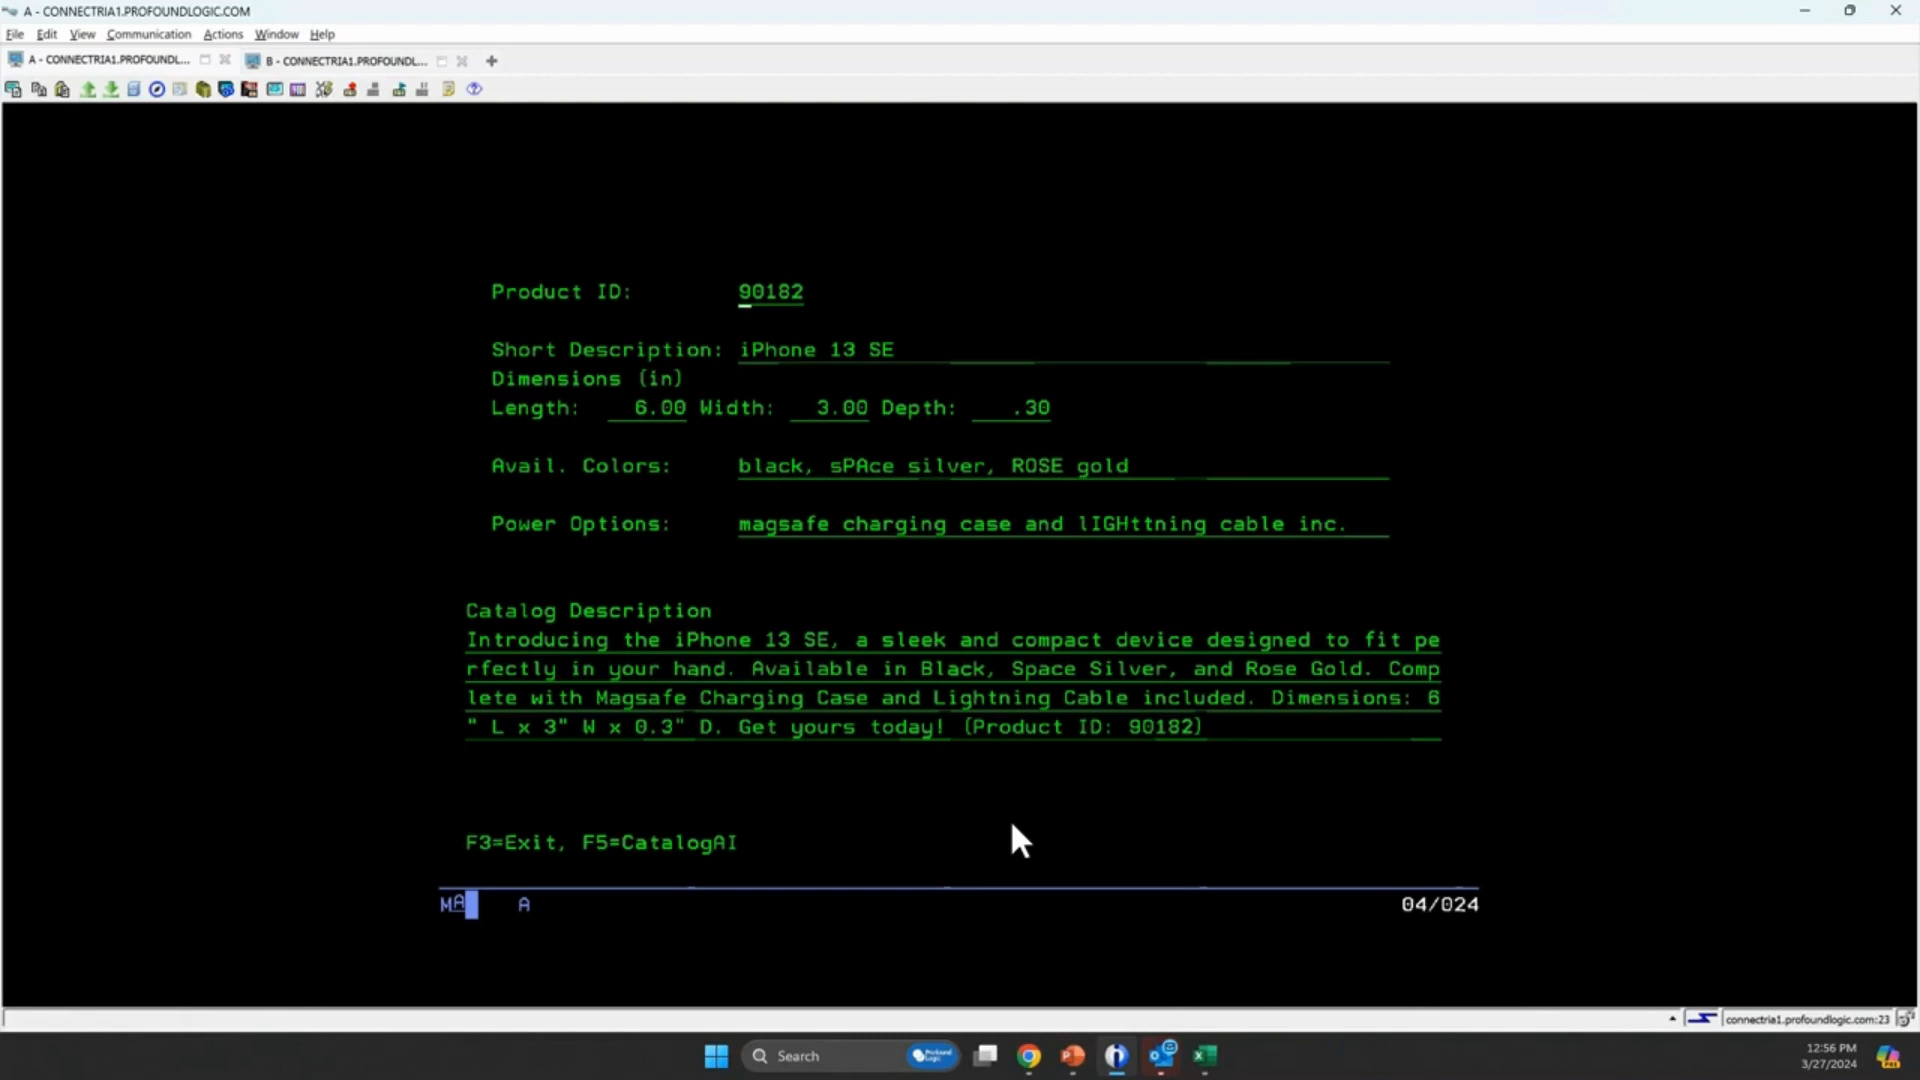 A - CONNECTRIA1.PROFOUNDLOGIC.COM
File Edit View Communication Actions Window Help
A - CONNECTRIA1.PROFOUNDL... B - CONNECTRIA1.PROFOUNDL...
Product ID: 90182
Short Description: iPhone 13 SE
Dimensions (in)
Length: 6.00 Width: 3.00 Depth: .30
Avail. Colors: black, sPAce silver, ROSE gold
Power Options: magsafe charging case and lIGHttning cable inc.
Catalog Description
Introducing the iPhone 13 SE, a sleek and compact device designed to fit pe
rfectly in your hand. Available in Black, Space Silver, and Rose Gold. Comp
lete with Magsafe Charging Case and Lightning Cable included. Dimensions: 6
" L x 3" W x 0.3" D. Get yours today! (Product ID: 90182)
F3=Exit, F5=CatalogAI
MA A 04/024
connectria1.profoundlogic.com:23
Search Profound Logic
12:56 PM
3/27/2024